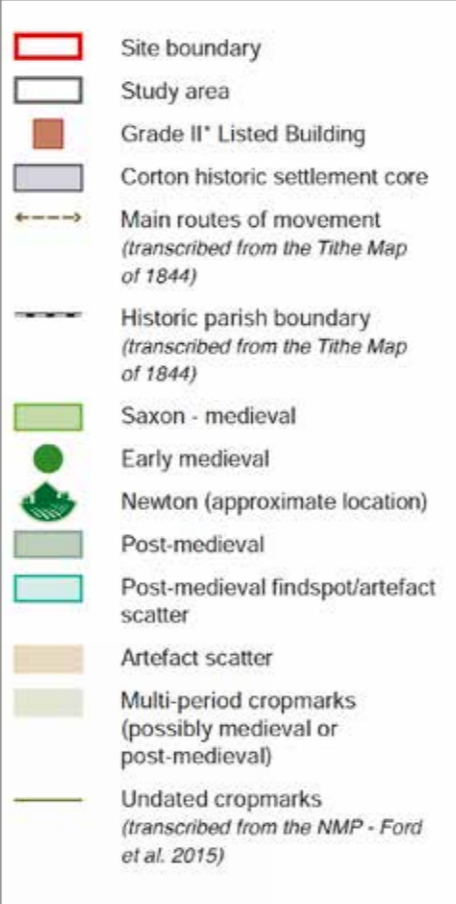 Site boundary
Study area
Grade II* Listed Building
Corton historic settlement core
Main routes of movement
(transcribed from the Tithe Map
of 1844)
Historic parish boundary
(transcribed from the Tithe Map
of 1844)
Saxon - medieval
Early medieval
Newton (approximate location)
Post-medieval
Post-medieval findspot/artefact
scatter
Artefact scatter
Multi-period cropmarks
(possibly medieval or
post-medieval)
Undated cropmarks
(transcribed from the NMP - Ford
et al. 2015)